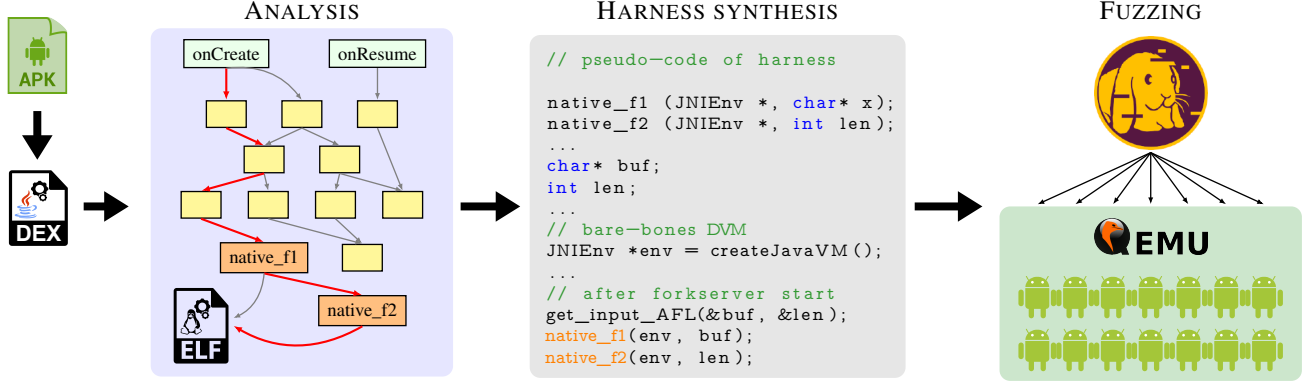 ANALYSIS
HARNESS SYNTHESIS
FUZZING
APK
DEX
onCreate
onResume
native_f1
native_f2
ELF
// pseudo-code of harness
native_f1 (JNIEnv *, char* x);
native_f2 (JNIEnv *, int len);
...
char* buf;
int len;
...
// bare-bones DVM
JNIEnv *env = createJavaVM();
...
// after forkserver start
get_input_AFL(&buf, &len);
native_f1(env, buf);
native_f2(env, len);
QEMU